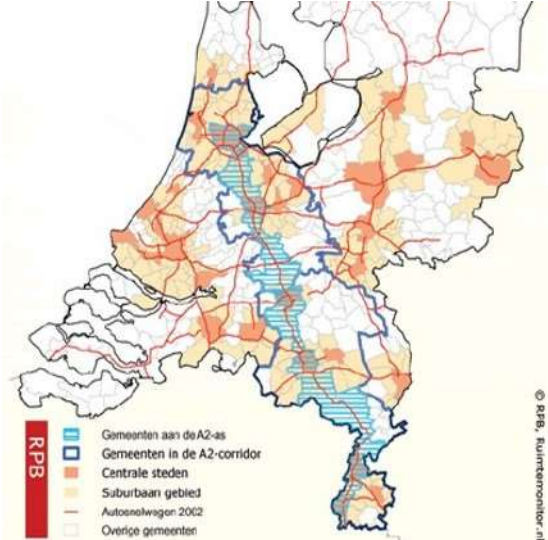 RPB
Gemeenten aan de A2-as
Gemeenten in de A2-corridor
Centrale steden
Suburbaan gebied
Autosnelwegen 2002
Overige gemeenten
© RPB, Ruimtemonitor.nl